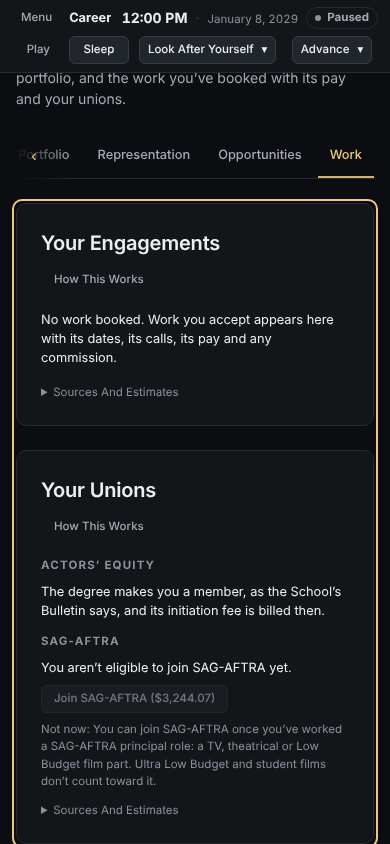 Menu
Career
12:00 PM
·
January 8, 2029
Paused
Play
Sleep
Look After Yourself ▾
Advance ▾
portfolio, and the work you’ve booked with its pay
and your unions.
‹
Portfolio
Representation
Opportunities
Work
Your Engagements
How This Works
No work booked. Work you accept appears here
with its dates, its calls, its pay and any
commission.
▶ Sources And Estimates
Your Unions
How This Works
ACTORS’ EQUITY
The degree makes you a member, as the School’s
Bulletin says, and its initiation fee is billed then.
SAG-AFTRA
You aren’t eligible to join SAG-AFTRA yet.
Join SAG-AFTRA ($3,244.07)
Not now: You can join SAG-AFTRA once you’ve worked
a SAG-AFTRA principal role: a TV, theatrical or Low
Budget film part. Ultra Low Budget and student films
don’t count toward it.
▶ Sources And Estimates